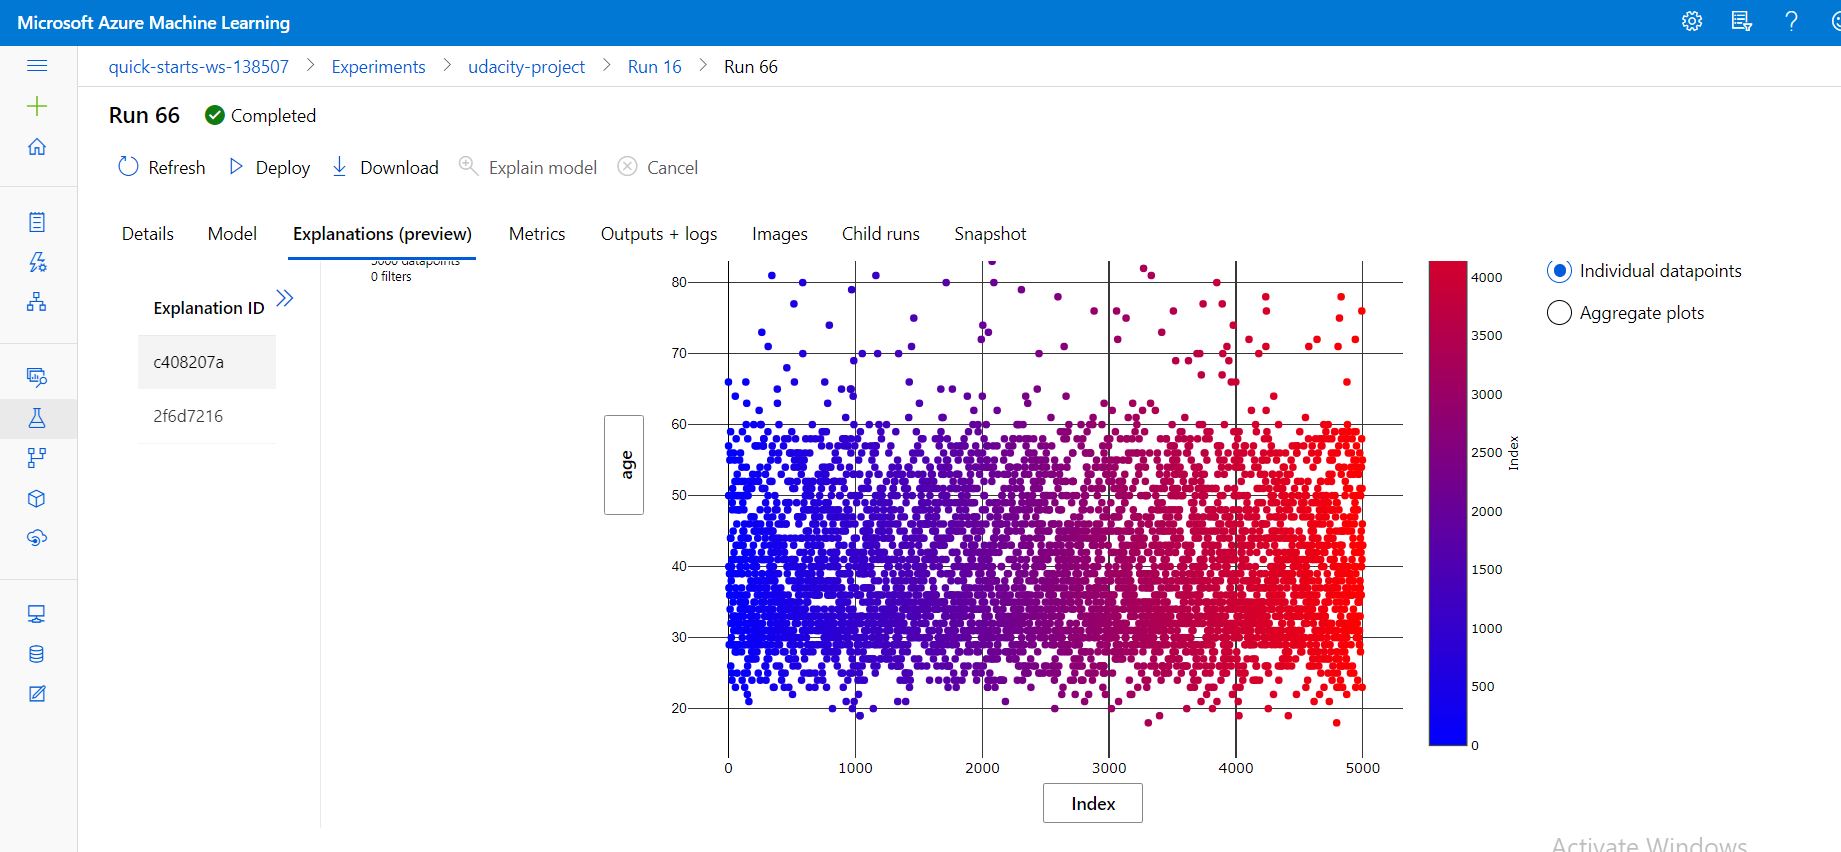 Microsoft Azure Machine Learning
quick-starts-ws-138507 > Experiments > udacity-project > Run 16 > Run 66
Run 66 Completed
Refresh Deploy Download Explain model Cancel
Details Model Explanations (preview) Metrics Outputs + logs Images Child runs Snapshot
5000 datapoints
0 filters
Explanation ID
c408207a
2f6d7216
age
80
70
60
50
40
30
20
0 1000 2000 3000 4000 5000
Index
4000
3500
3000
2500
2000
1500
1000
500
0
Index
Individual datapoints
Aggregate plots
Activate Windows